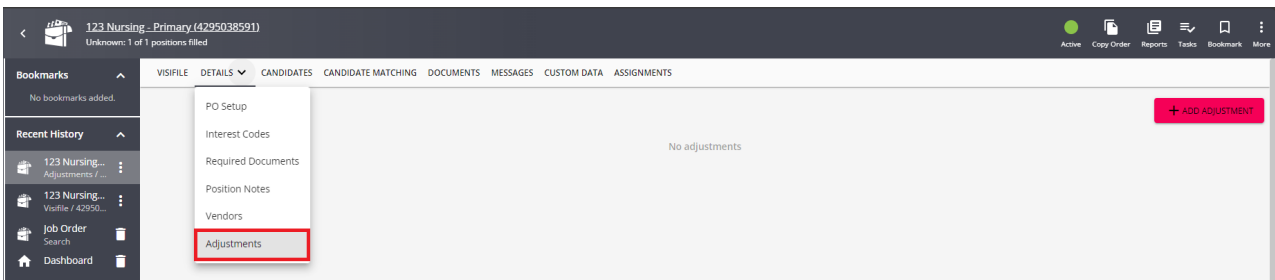 123 Nursing - Primary (4295038591)
Unknown: 1 of 1 positions filled
Active
Copy Order
Reports
Tasks
Bookmark
More
Bookmarks
No bookmarks added.
Recent History
123 Nursing...
Adjustments / ...
123 Nursing...
Visifile / 42950...
Job Order
Search
Dashboard
VISIFILE DETAILS CANDIDATES CANDIDATE MATCHING DOCUMENTS MESSAGES CUSTOM DATA ASSIGNMENTS
PO Setup
Interest Codes
Required Documents
Position Notes
Vendors
Adjustments
+ ADD ADJUSTMENT
No adjustments